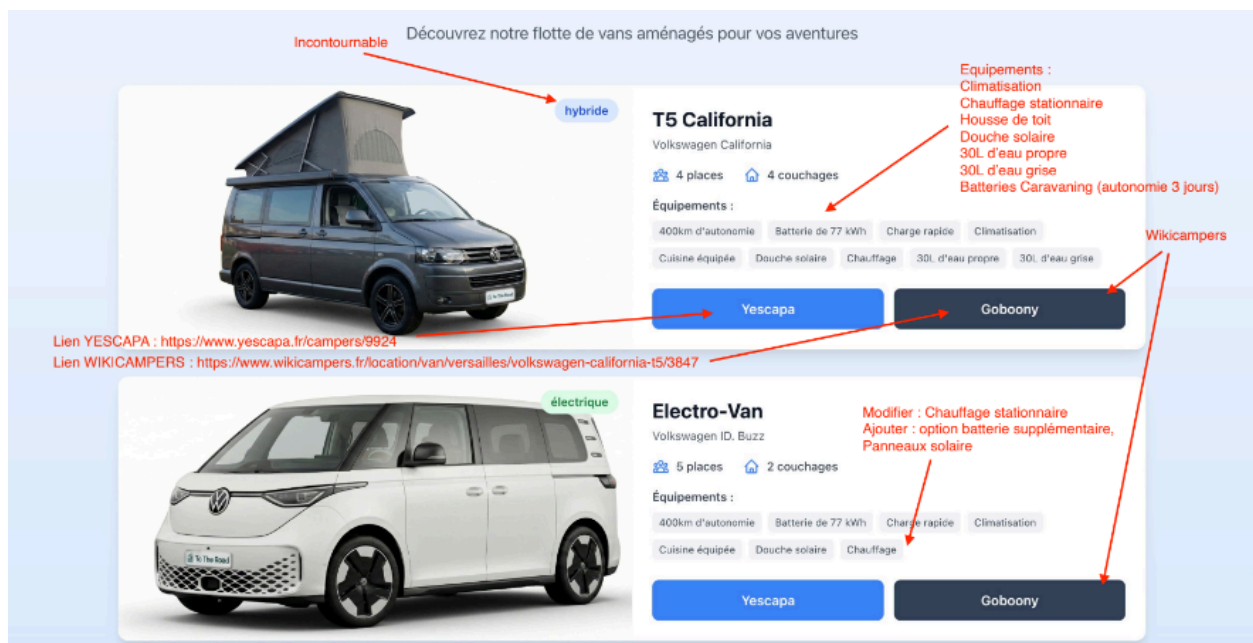 Découvrez notre flotte de vans aménagés pour vos aventures
Incontournable
hybride
Equipements :
Climatisation
Chauffage stationnaire
Housse de toit
Douche solaire
30L d'eau propre
30L d'eau grise
Batteries Caravaning (autonomie 3 jours)
T5 California
Volkswagen California
4 places 4 couchages
Équipements :
400km d'autonomie Batterie de 77 kWh Charge rapide Climatisation
Cuisine équipée Douche solaire Chauffage 30L d'eau propre 30L d'eau grise
Wikicampers
Yescapa Goboony
To The Road
Lien YESCAPA : https://www.yescapa.fr/campers/9924
Lien WIKICAMPERS : https://www.wikicampers.fr/location/van/versailles/volkswagen-california-t5/3847
électrique
Electro-Van
Volkswagen ID. Buzz
5 places 2 couchages
Modifier : Chauffage stationnaire
Ajouter : option batterie supplémentaire,
Panneaux solaire
Équipements :
400km d'autonomie Batterie de 77 kWh Charge rapide Climatisation
Cuisine équipée Douche solaire Chauffage
To The Road
Yescapa Goboony